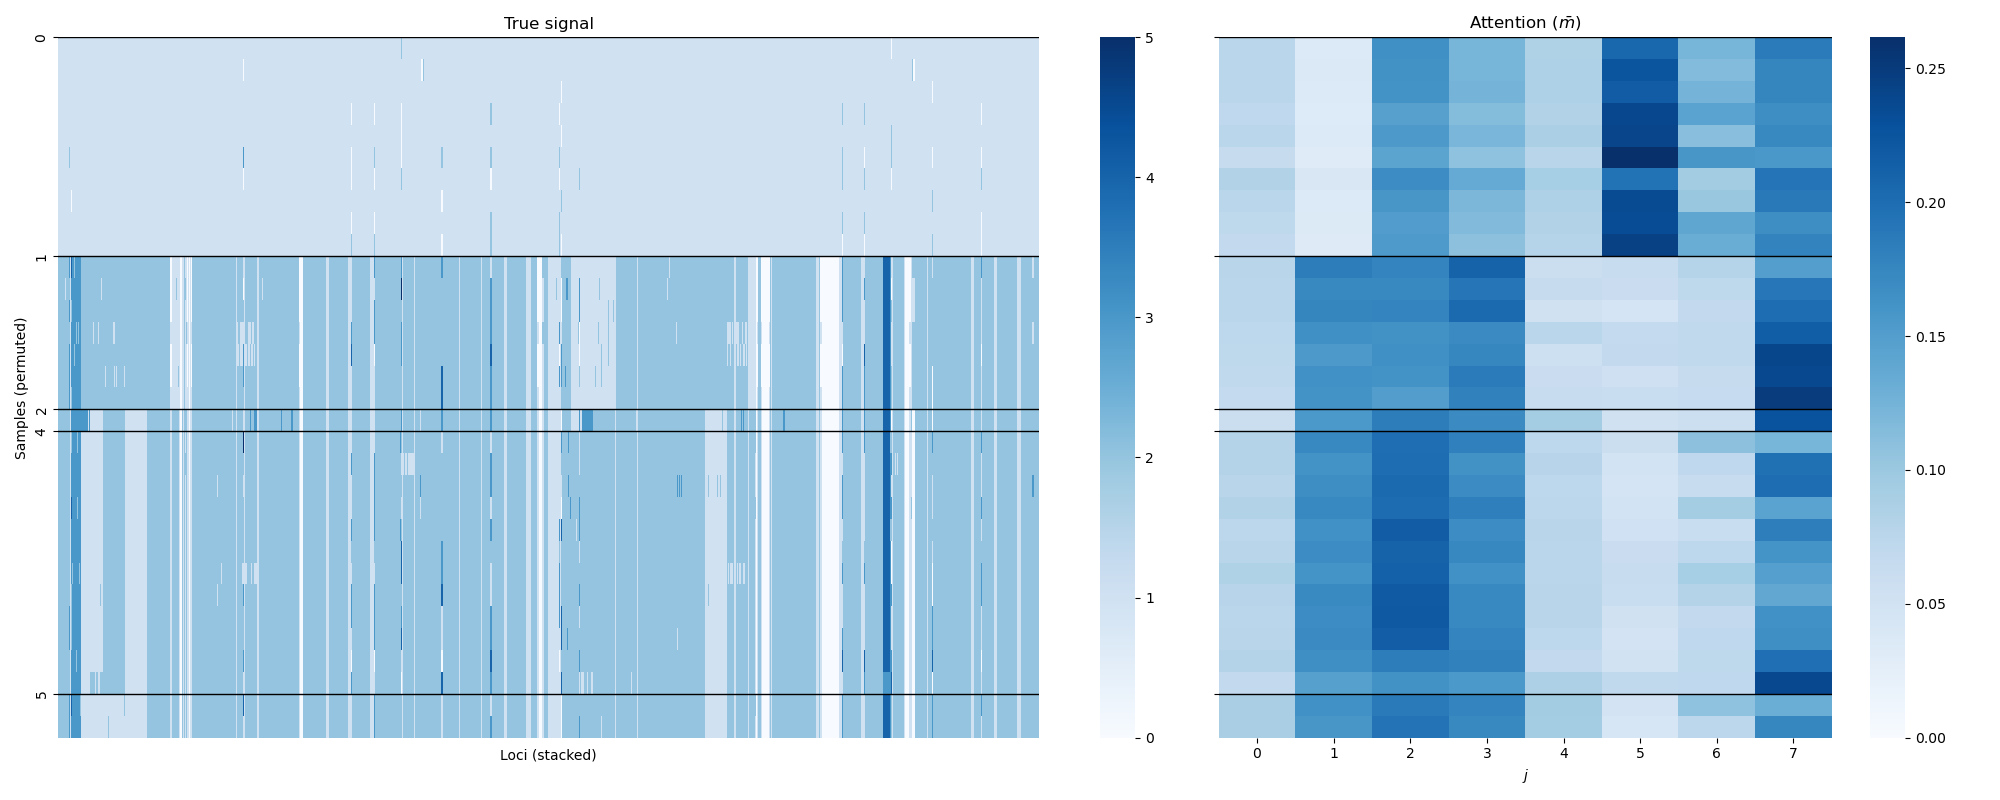 True signal
Samples (permuted)
0
1
2
4
5
Loci (stacked)
5
4
3
2
1
0
Attention (m̄)
0 1 2 3 4 5 6 7
j
0.25
0.20
0.15
0.10
0.05
0.00